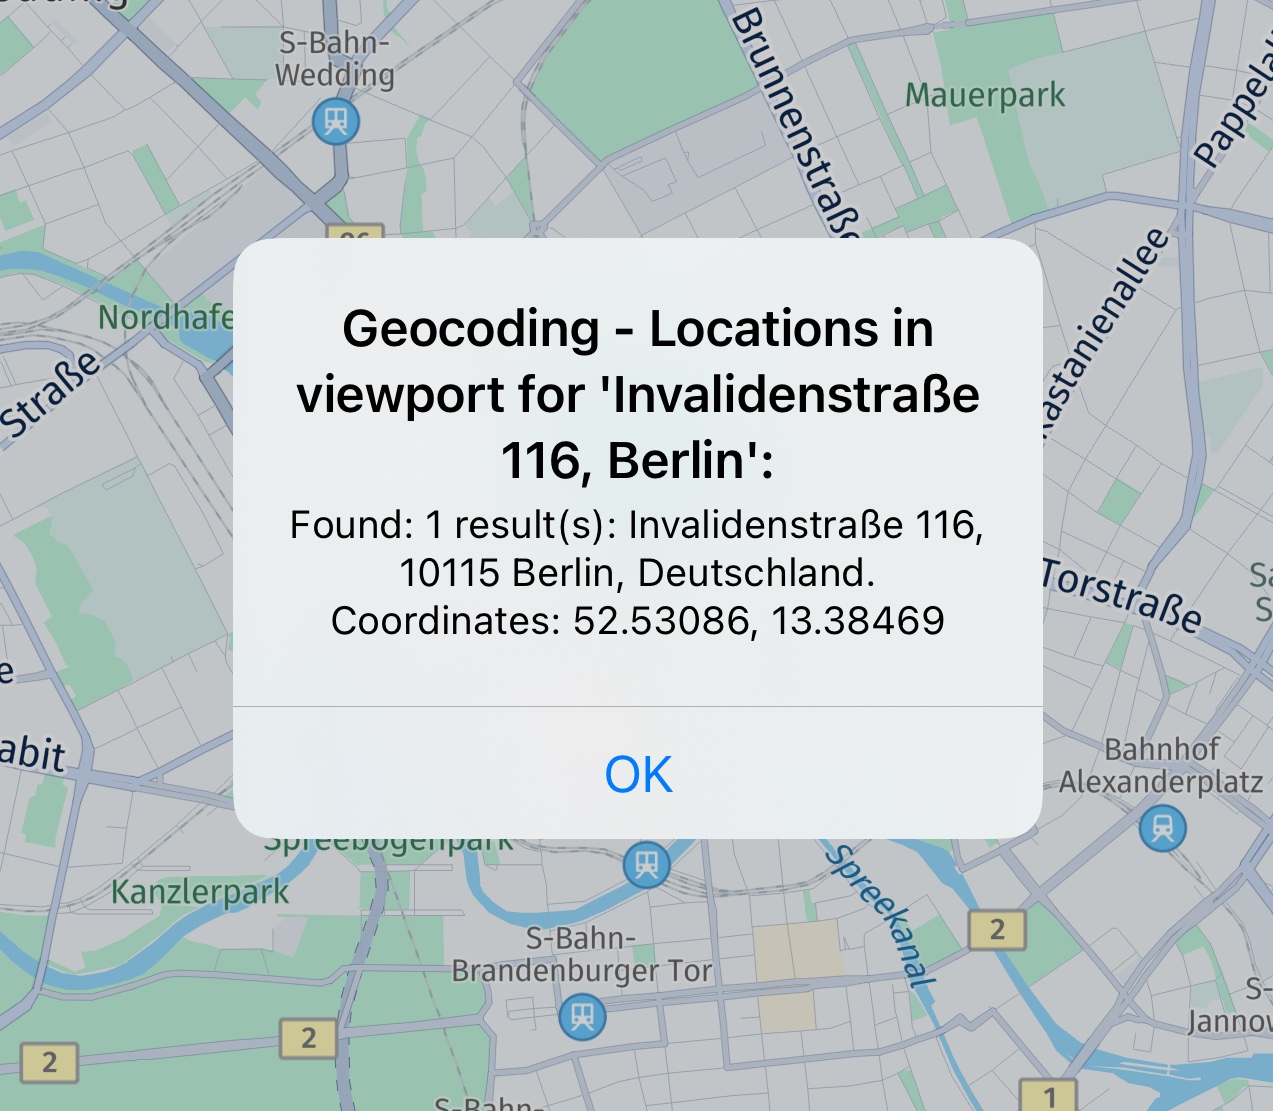 S-Bahn-
Wedding
Brunnenstraße
Mauerpark
Nordhafe
Straße
Kastanienallee
Geocoding - Locations in
viewport for 'Invalidenstraße
116, Berlin':
Found: 1 result(s): Invalidenstraße 116,
10115 Berlin, Deutschland.
Coordinates: 52.53086, 13.38469
OK
Torstraße
abit
Bahnhof
Alexanderplatz
Spreebogenpark
Kanzlerpark
Spreekanal
2
S-Bahn-
Brandenburger Tor
S-
Jannow
2
2
1
S-Bahn-